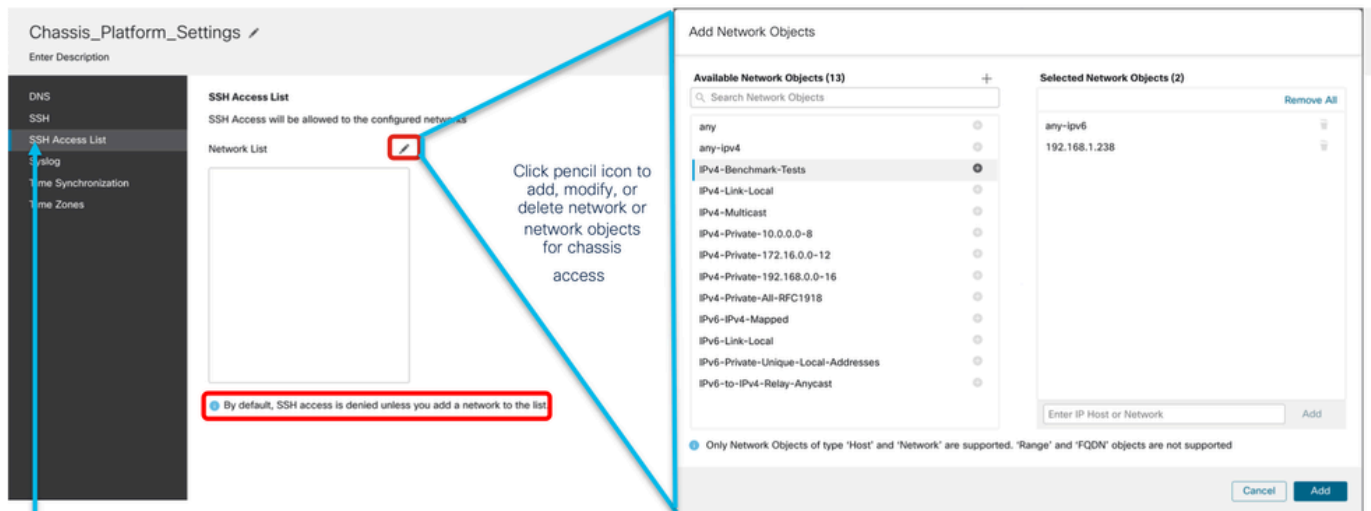 Chassis_Platform_Settings
Enter Description
DNS
SSH
SSH Access List
Syslog
Time Synchronization
Time Zones
SSH Access List
SSH Access will be allowed to the configured networks
Network List
By default, SSH access is denied unless you add a network to the list.
Click pencil icon to
add, modify, or
delete network or
network objects
for chassis
access
Add Network Objects
Available Network Objects (13)
Search Network Objects
any
any-ipv4
IPv4-Benchmark-Tests
IPv4-Link-Local
IPv4-Multicast
IPv4-Private-10.0.0.0-8
IPv4-Private-172.16.0.0-12
IPv4-Private-192.168.0.0-16
IPv4-Private-All-RFC1918
IPv6-IPv4-Mapped
IPv6-Link-Local
IPv6-Private-Unique-Local-Addresses
IPv6-to-IPv4-Relay-Anycast
Selected Network Objects (2)
Remove All
any-ipv6
192.168.1.238
Enter IP Host or Network
Add
Only Network Objects of type 'Host' and 'Network' are supported. 'Range' and 'FQDN' objects are not supported
Cancel
Add